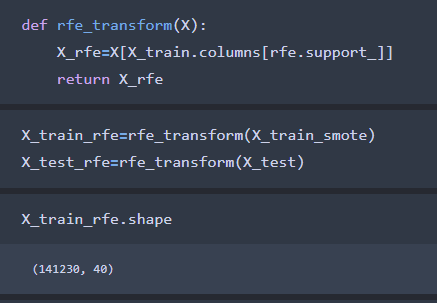 def rfe_transform(X):
    X_rfe=X[X_train.columns[rfe.support_]]
    return X_rfe
X_train_rfe=rfe_transform(X_train_smote)
X_test_rfe=rfe_transform(X_test)
X_train_rfe.shape
(141230, 40)